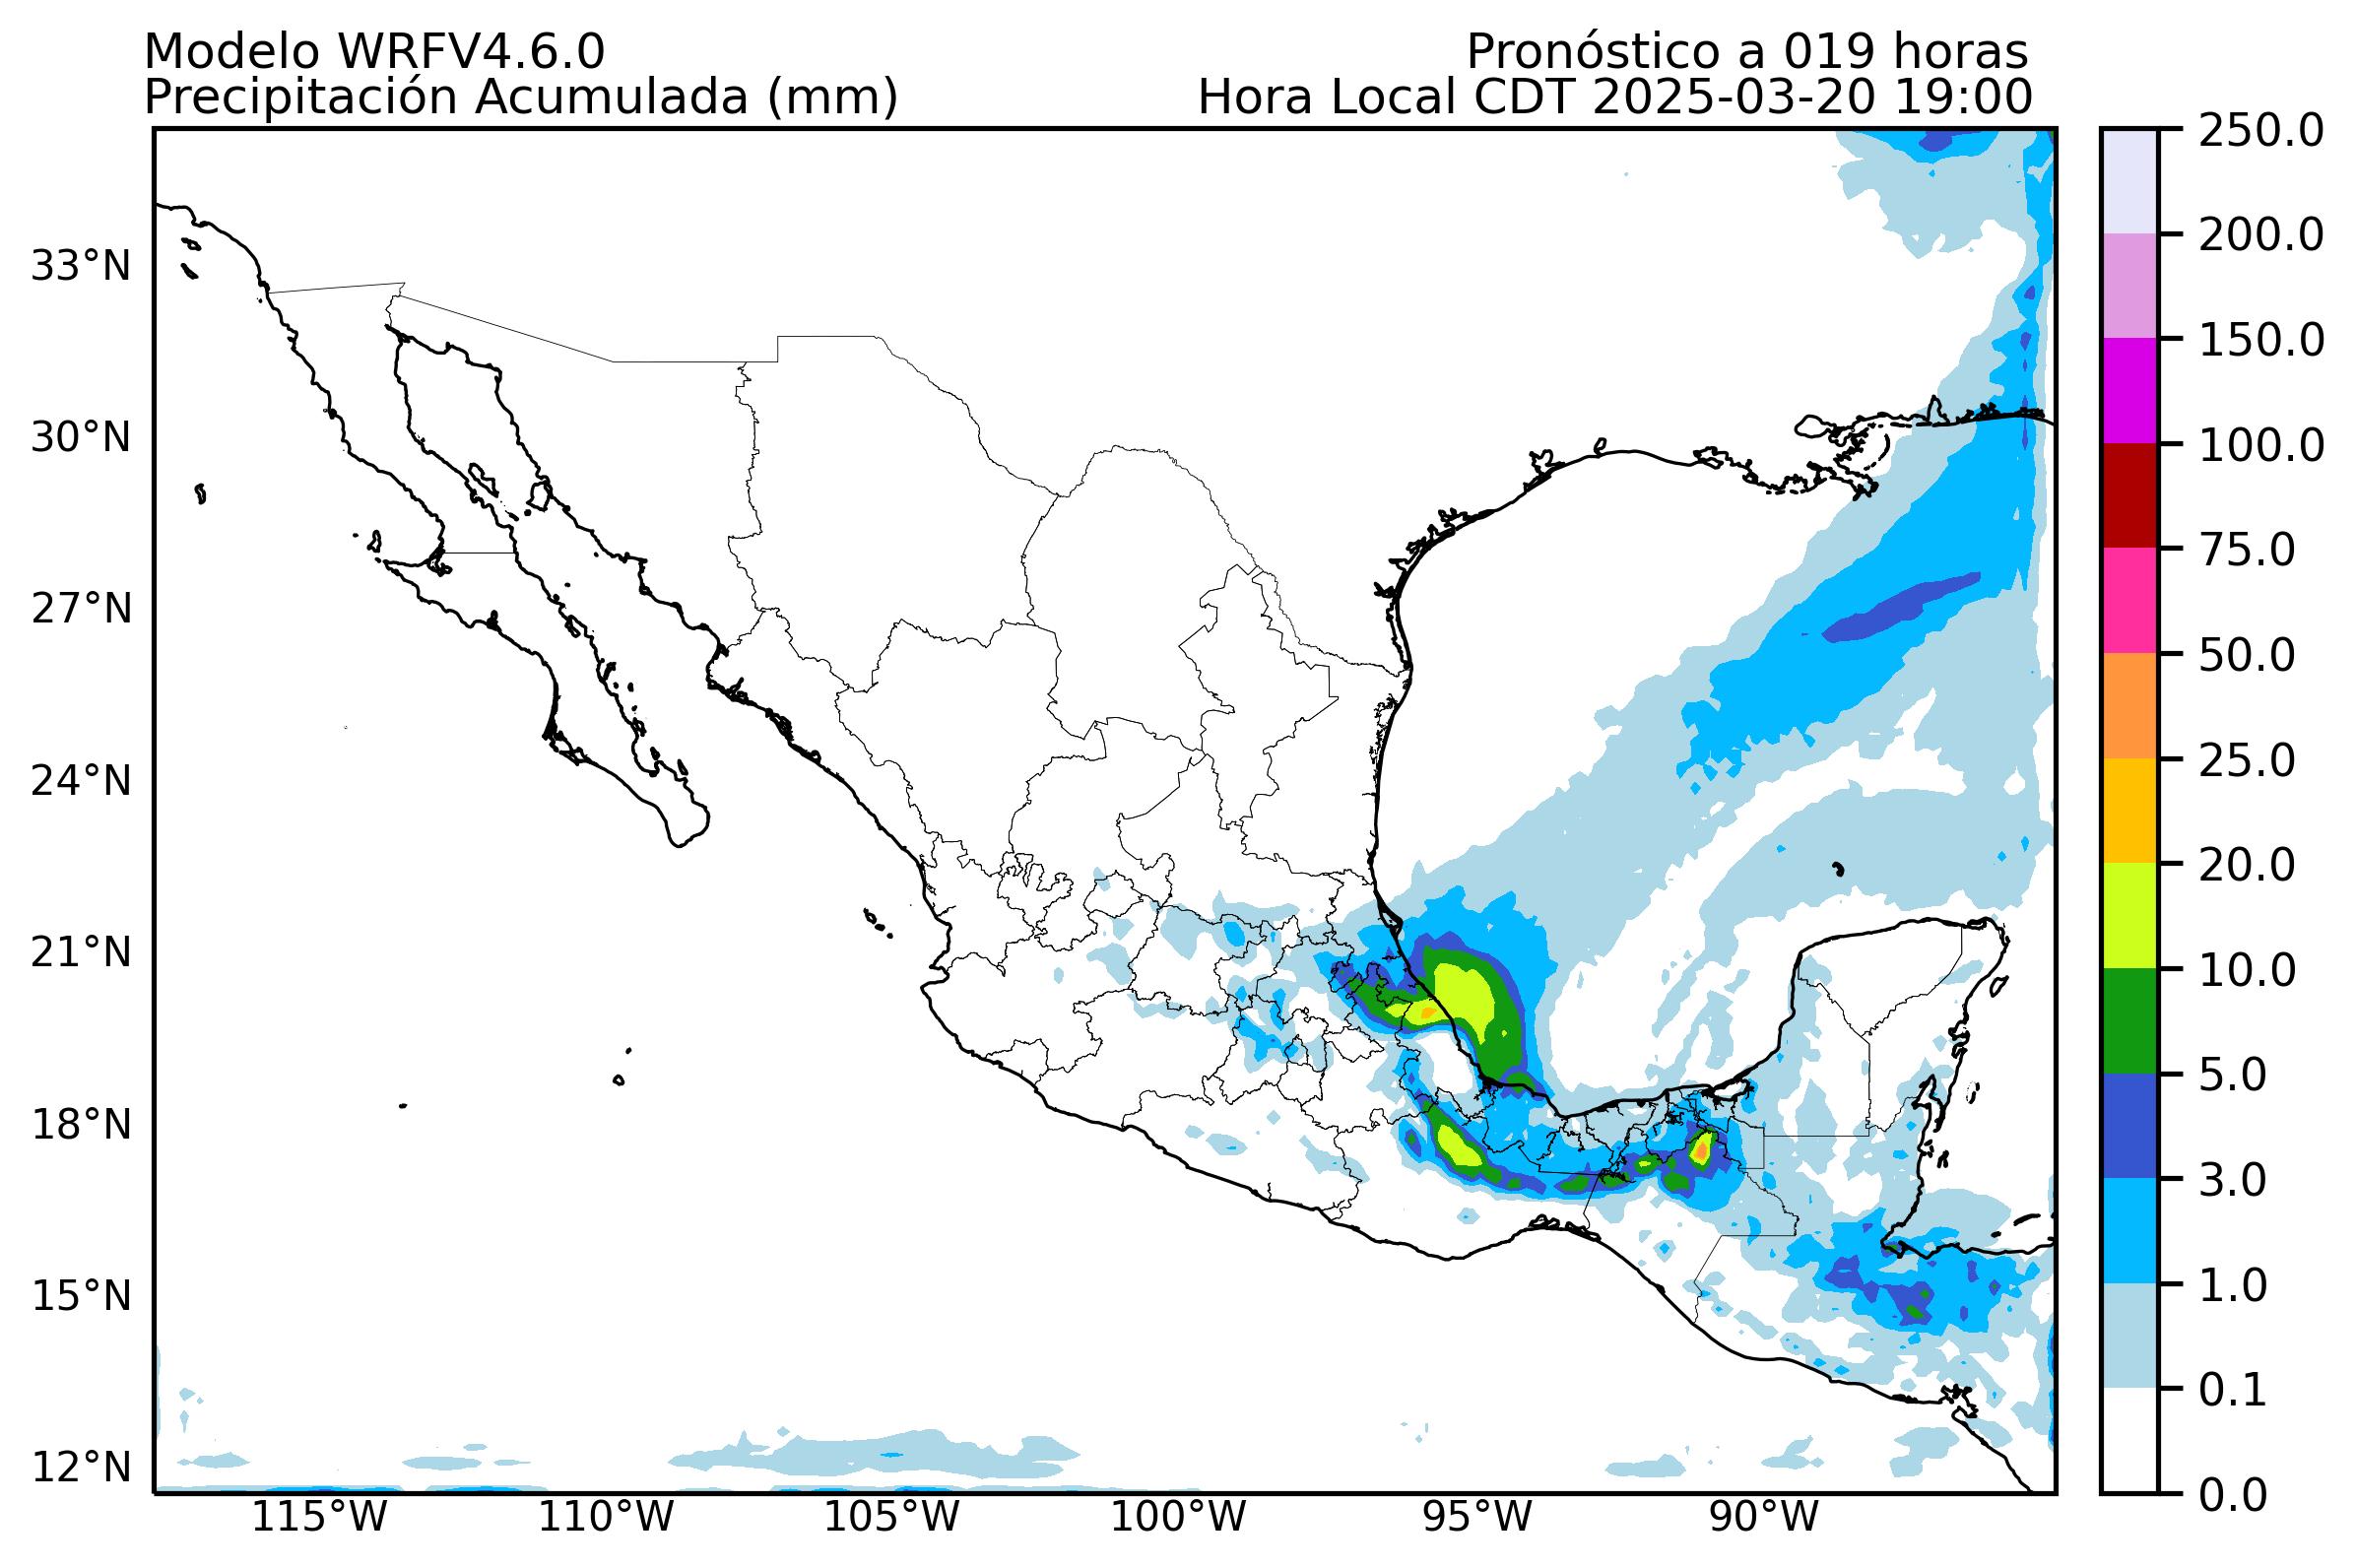 Modelo WRFV4.6.0
Pronóstico a 019 horas
Precipitación Acumulada (mm)
Hora Local CDT 2025-03-20 19:00
33°N
30°N
27°N
24°N
21°N
18°N
15°N
12°N
115°W
110°W
105°W
100°W
95°W
90°W
250.0
200.0
150.0
100.0
75.0
50.0
25.0
20.0
10.0
5.0
3.0
1.0
0.1
0.0